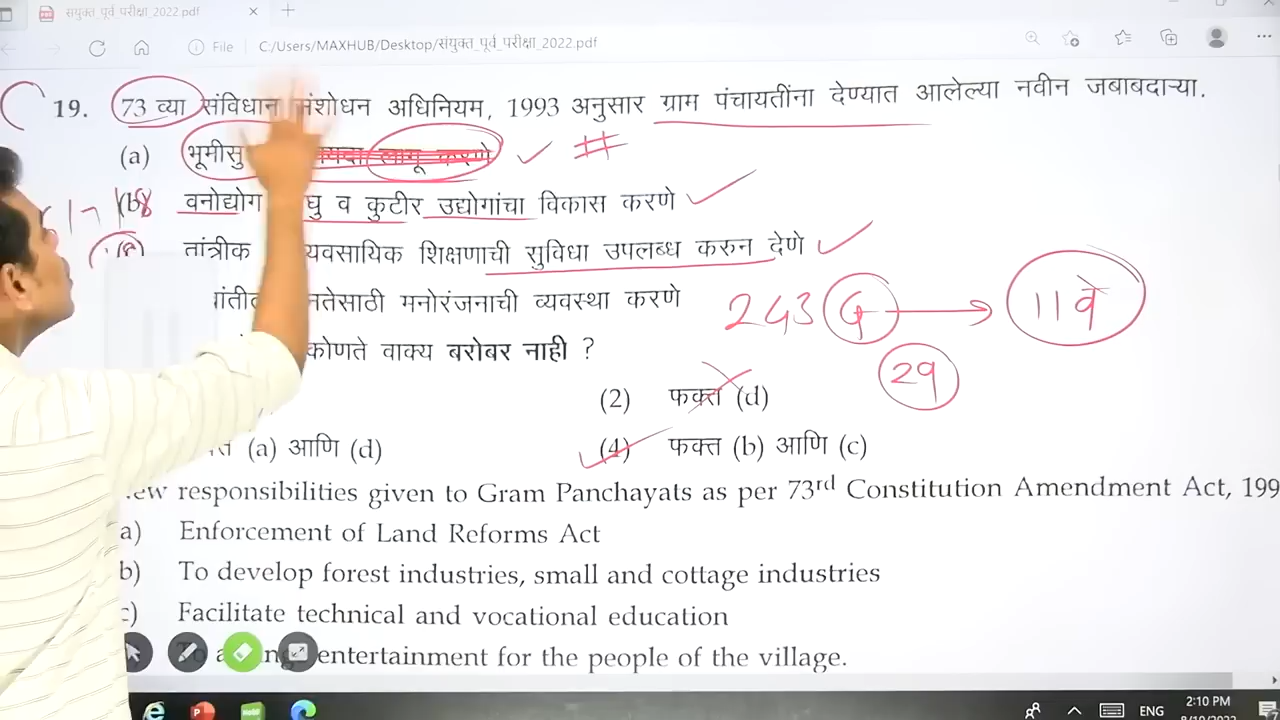 संयुक्त_पूर्व_परीक्षा_2022.pdf
File C:/Users/MAXHUB/Desktop/संयुक्त_पूर्व_परीक्षा_2022.pdf
19. 73 व्या संविधान संशोधन अधिनियम, 1993 अनुसार ग्राम पंचायतींना देण्यात आलेल्या नवीन जबाबदाऱ्या.
(a) लागू करणे #
(b) वनोद्योग व कुटीर उद्योगांचा विकास करणे
तांत्रीक शिक्षणाची सुविधा उपलब्ध करुन देणे
मनोरंजनाची व्यवस्था करणे
243 G 11 वे
कोणते वाक्य बरोबर नाही ?
29
(2) फक्त (d)
(a) आणि (d) (4) फक्त (b) आणि (c)
responsibilities given to Gram Panchayats as per 73rd Constitution Amendment Act,
a) Enforcement of Land Reforms Act
b) To develop forest industries, small and cottage industries
c) Facilitate technical and vocational education
entertainment for the people of the village.
2:10 PM
ENG